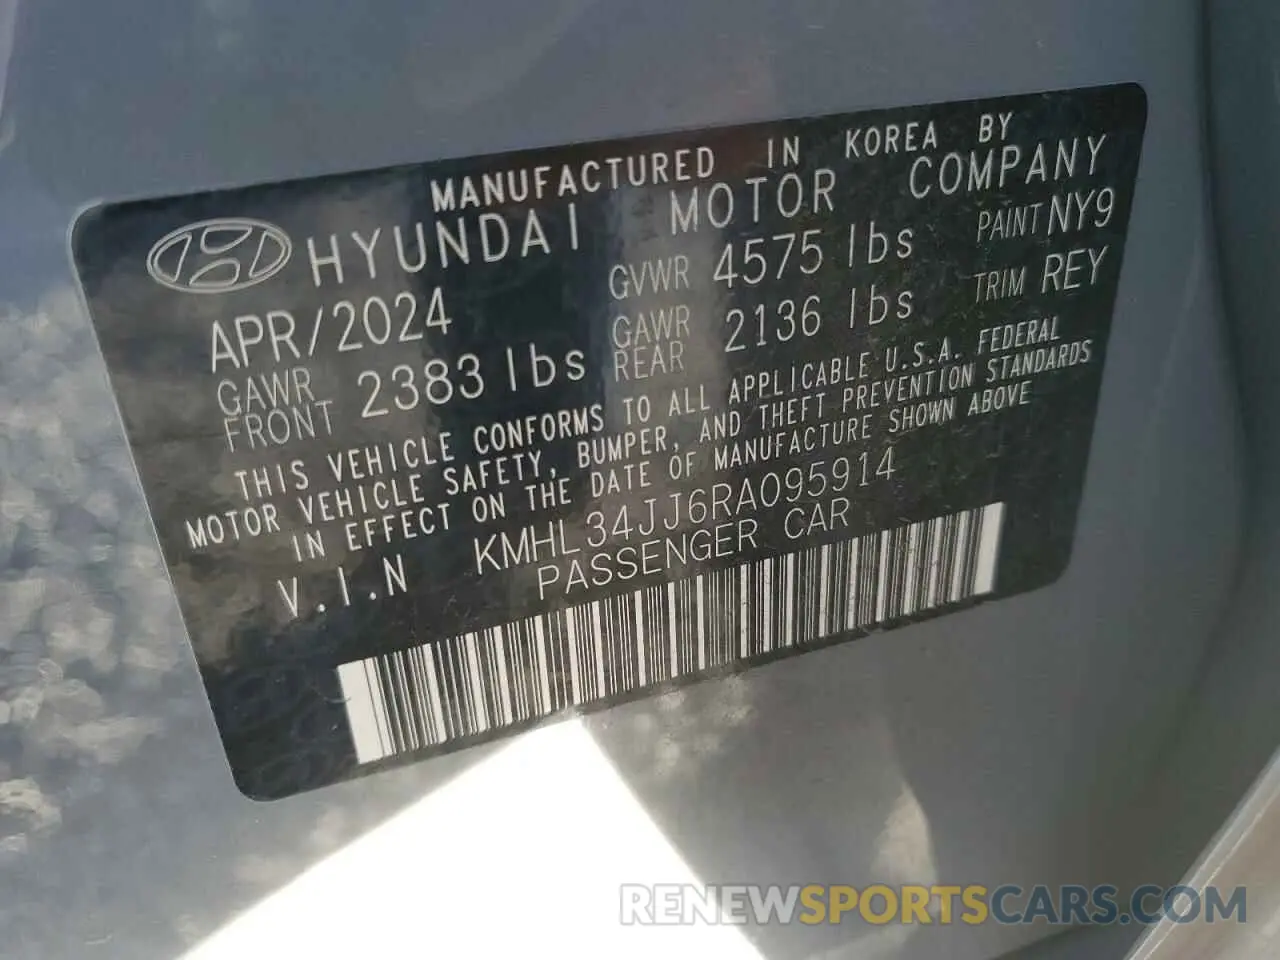 MANUFACTURED IN KOREA BY
HYUNDAI MOTOR COMPANY
APR/2024 GVWR 4575 lbs PAINT NY9
GAWR FRONT 2383 lbs GAWR REAR 2136 lbs TRIM REY
THIS VEHICLE CONFORMS TO ALL APPLICABLE U.S.A. FEDERAL
MOTOR VEHICLE SAFETY, BUMPER, AND THEFT PREVENTION STANDARDS
IN EFFECT ON THE DATE OF MANUFACTURE SHOWN ABOVE
V.I.N KMHL34JJ6RA095914
PASSENGER CAR
RENEWSPORTSCARS.COM